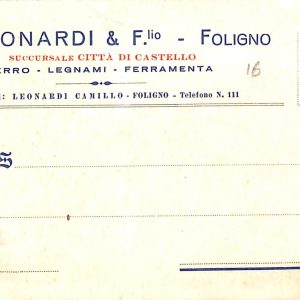 ONARDI & F.lio - FOLIGNO
SUCCURSALE CITTÀ DI CASTELLO
ERRO - LEGNAMI - FERRAMENTA
16
: LEONARDI CAMILLO - FOLIGNO - Telefono N. 111
S